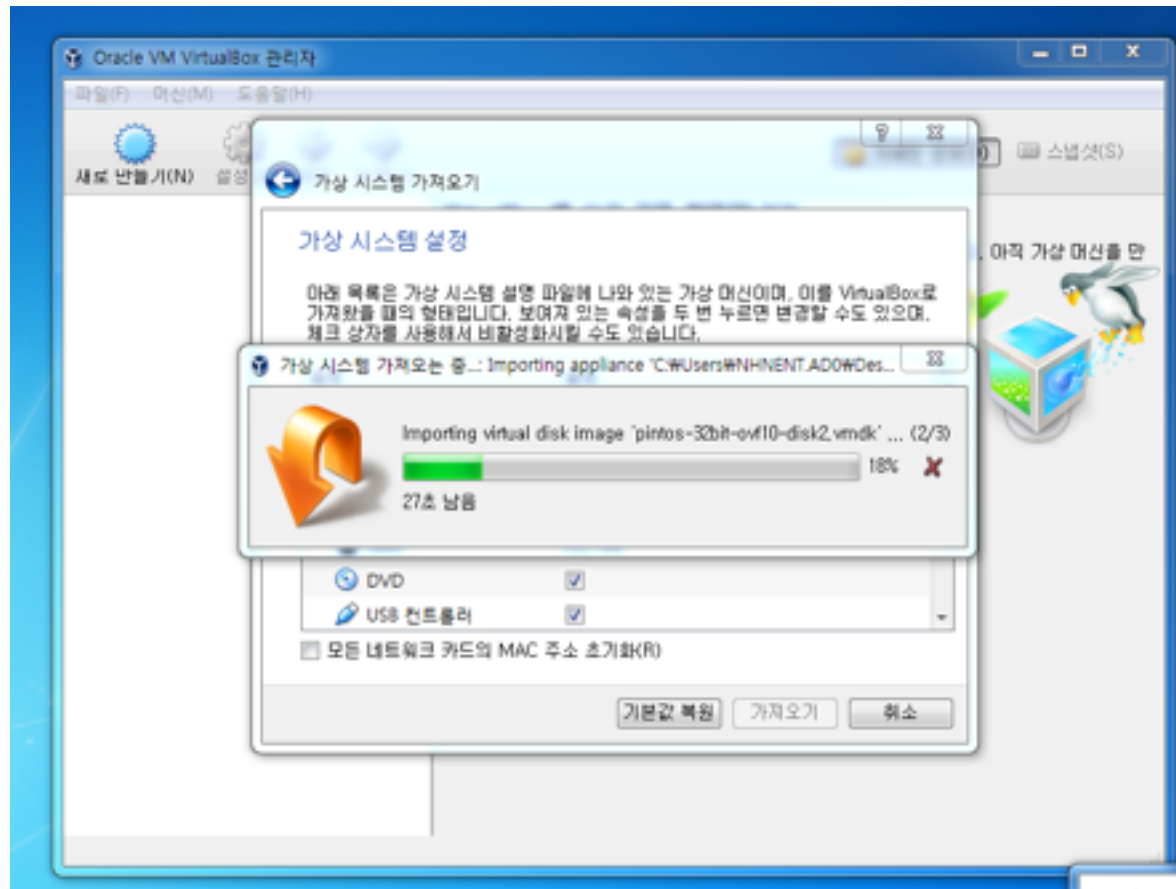 Oracle VM VirtualBox 관리자
파일(F) 머신(M) 도움말(H)
새로 만들기(N) 설정
스냅샷(S)
가상 시스템 가져오기
가상 시스템 설정
아래 목록은 가상 시스템 설명 파일에 나와 있는 가상 머신이며, 이를 VirtualBox로
가져왔을 때의 형태입니다. 보여져 있는 속성을 두 번 누르면 변경할 수도 있으며,
체크 상자를 사용해서 비활성화시킬 수도 있습니다.
, 아직 가상 머신을 만
가상 시스템 가져오는 중...: Importing appliance "C:₩Users₩NHNENT.AD0₩Des...
Importing virtual disk image 'pintos-32bit-ovf10-disk2.vmdk' ... (2/3)
18%
27초 남음
DVD
USB 컨트롤러
모든 네트워크 카드의 MAC 주소 초기화(R)
기본값 복원 가져오기 취소